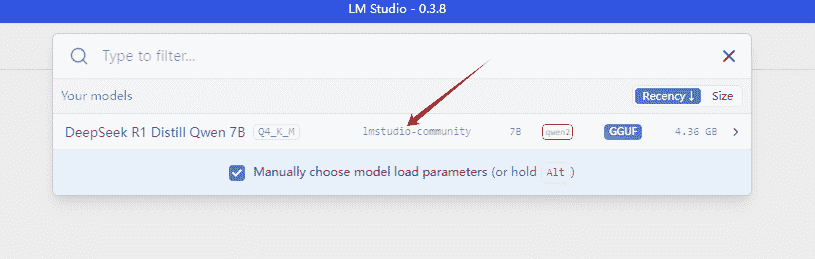 LM Studio - 0.3.8
Type to filter...
Your models Recency ↓ Size
DeepSeek R1 Distill Qwen 7B Q4_K_M lmstudio-community 7B qwen2 GGUF 4.36 GB
Manually choose model load parameters (or hold Alt )